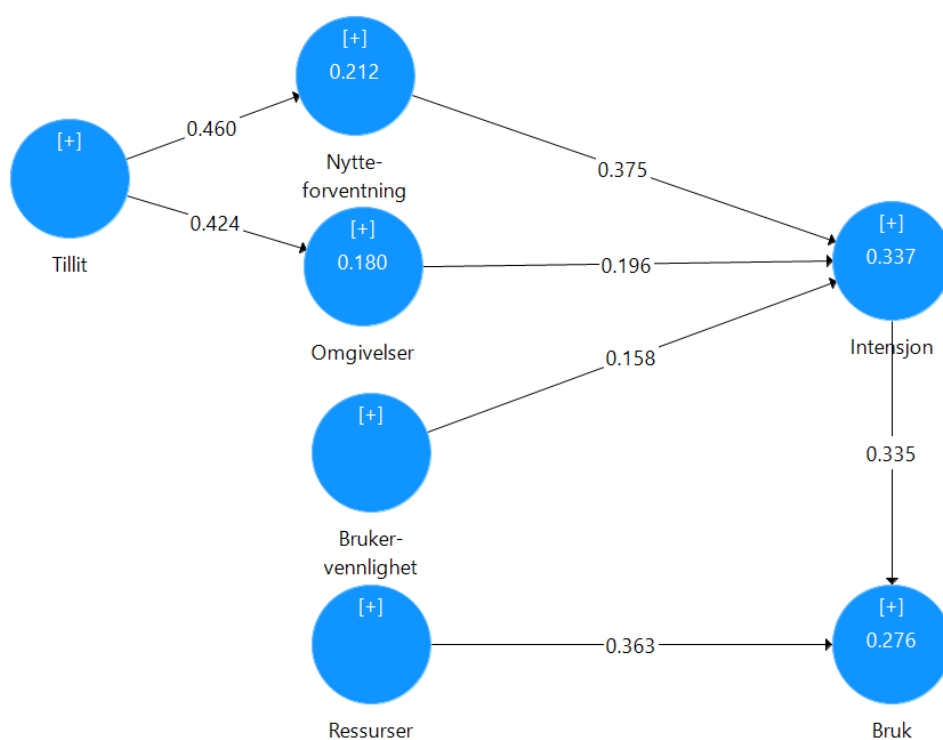 [+]
0.212
Nytte-
forventning
[+]
Tillit
0.460
0.424
0.375
[+]
0.180
Omgivelser
0.196
[+]
0.337
Intensjon
0.158
[+]
Bruker-
vennlighet
0.335
[+]
Ressurser
0.363
[+]
0.276
Bruk